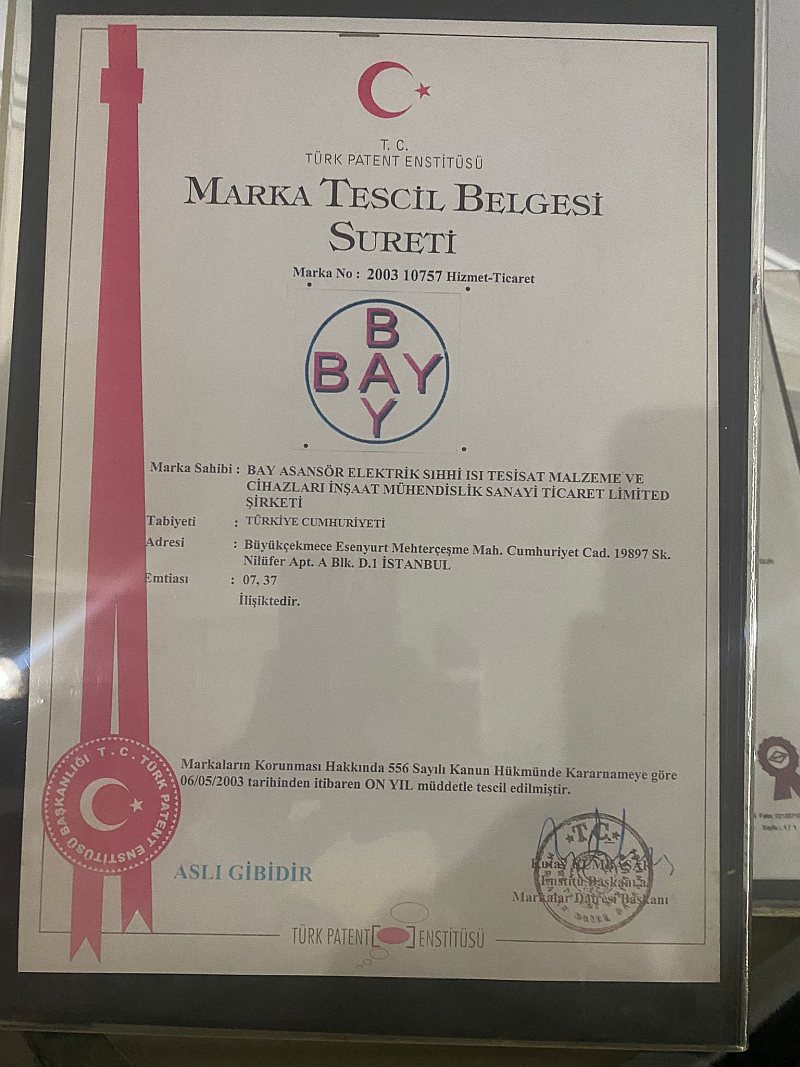 T. C.
TÜRK PATENT ENSTİTÜSÜ
MARKA TESCİL BELGESİ
SURETİ
Marka No : 2003 10757 Hizmet-Ticaret
B
BAY
Y
Marka Sahibi : BAY ASANSÖR ELEKTRİK SIHHİ ISI TESİSAT MALZEME VE
CİHAZLARI İNŞAAT MÜHENDİSLİK SANAYİ TİCARET LİMİTED
ŞİRKETİ
Tabiyeti : TÜRKİYE CUMHURİYETİ
Adresi : Büyükçekmece Esenyurt Mehterçeşme Mah. Cumhuriyet Cad. 19897 Sk.
Nilüfer Apt. A Blk. D.1 İSTANBUL
Emtiası : 07, 37
İlişiktedir.
Markaların Korunması Hakkında 556 Sayılı Kanun Hükmünde Kararnameye göre
06/05/2003 tarihinden itibaren ON YIL müddetle tescil edilmiştir.
T.C. TÜRK PATENT ENSTİTÜSÜ BAŞKANLIĞI
ASLI GİBİDİR
T.C.
Enstitü Başkanı a.
Markalar Dairesi Başkanı
TÜRK PATENT ENSTİTÜSÜ